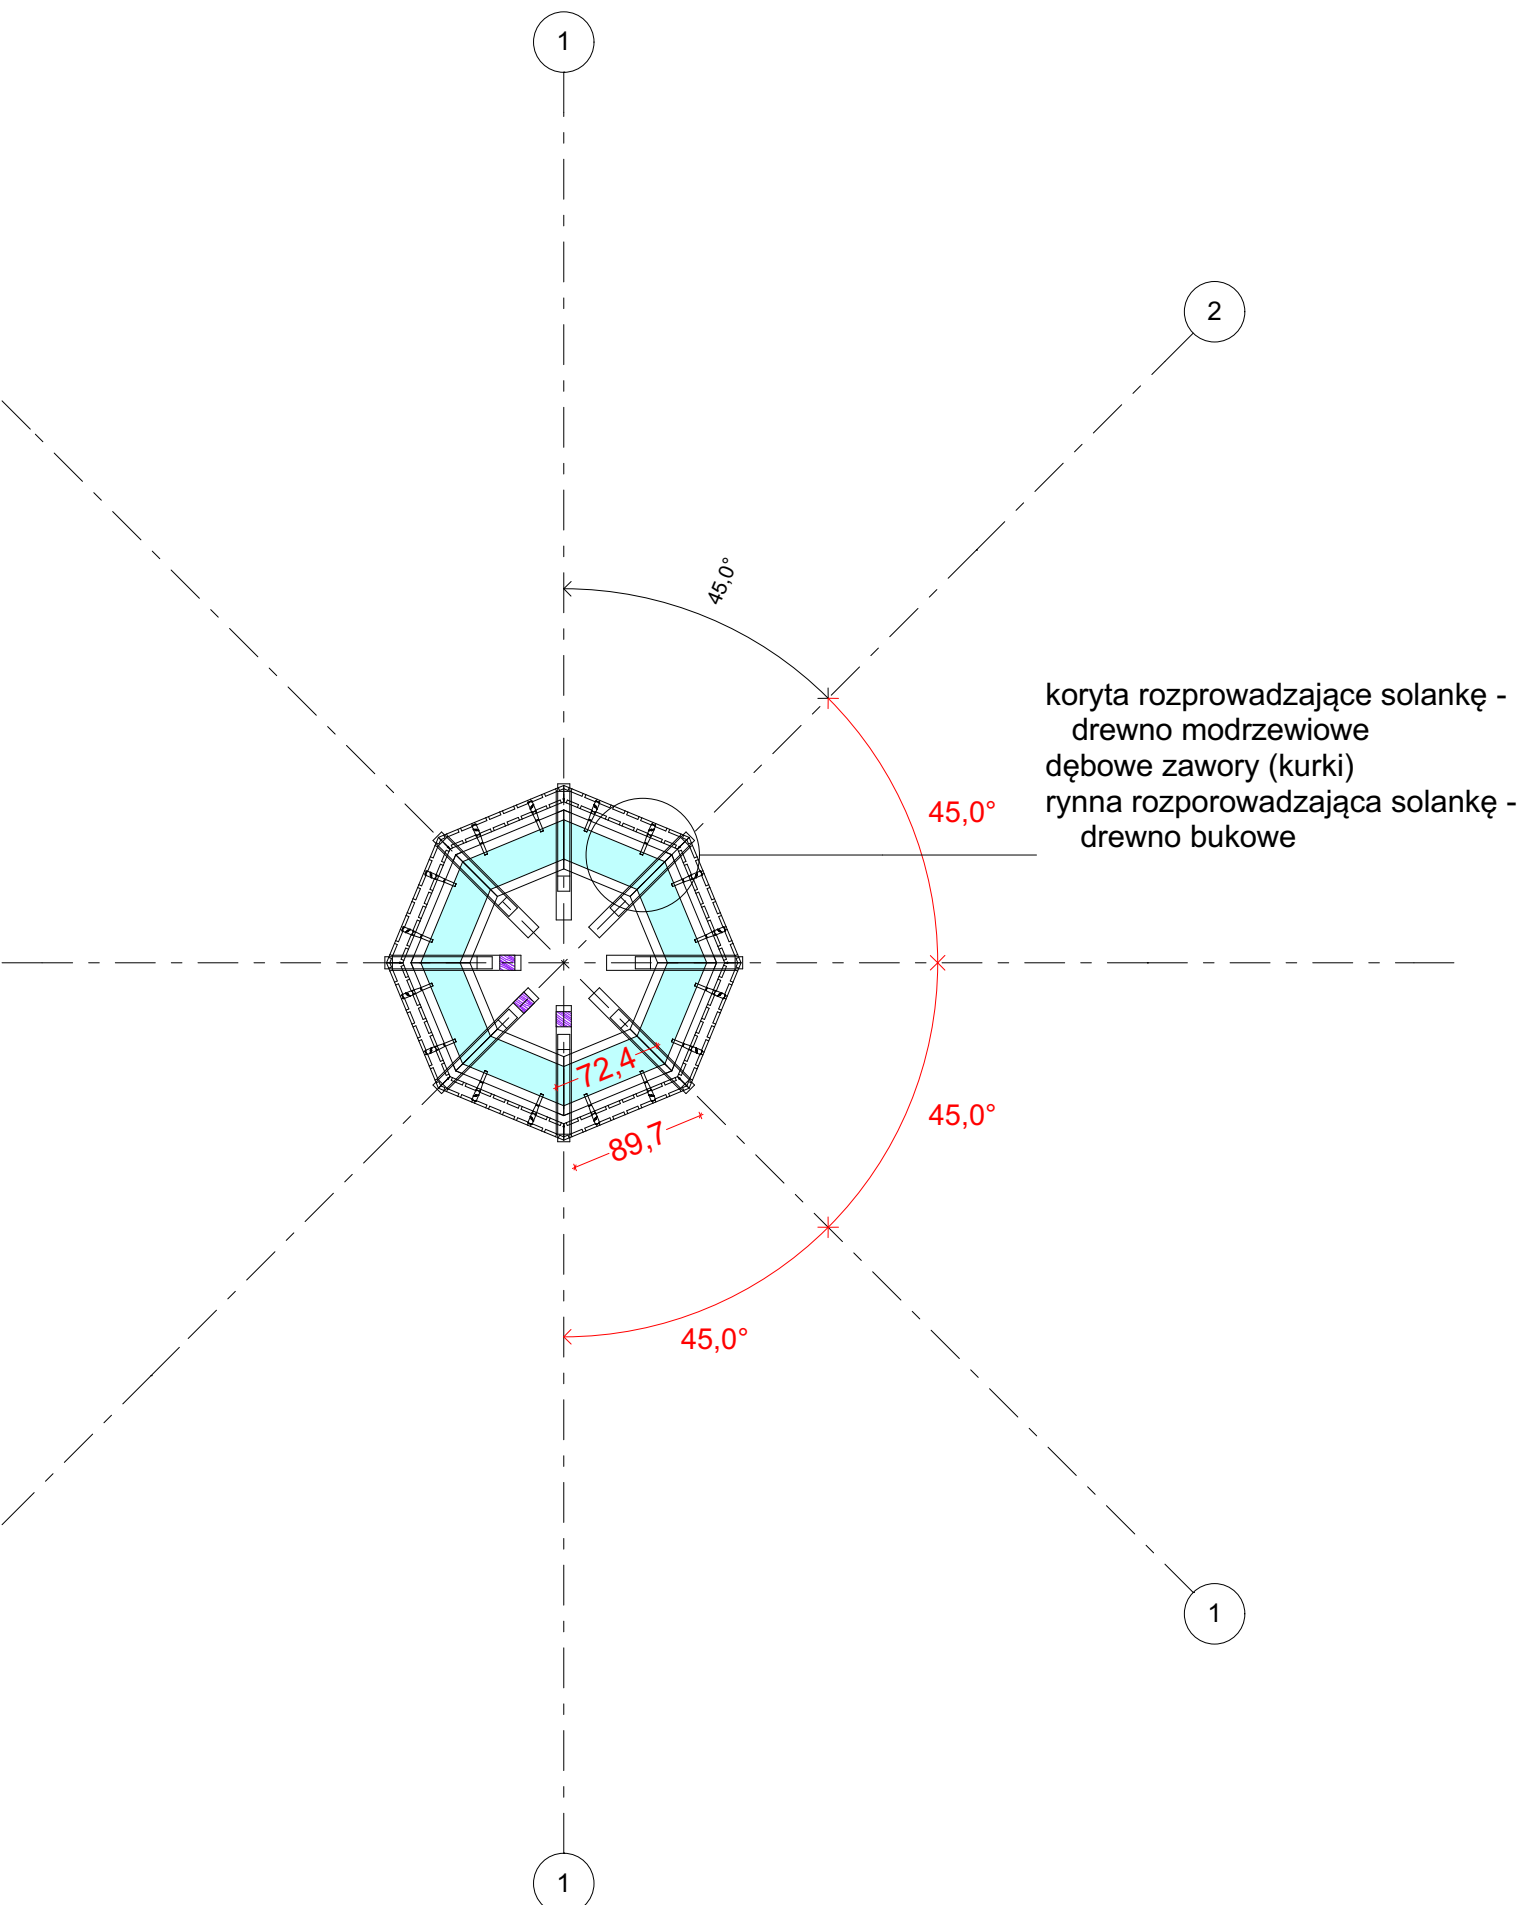 1
2
45,0°
koryta rozprowadzające solankę -
drewno modrzewiowe
dębowe zawory (kurki)
rynna rozporowadzająca solankę -
drewno bukowe
45,0°
72,4
89,7
45,0°
45,0°
1
1